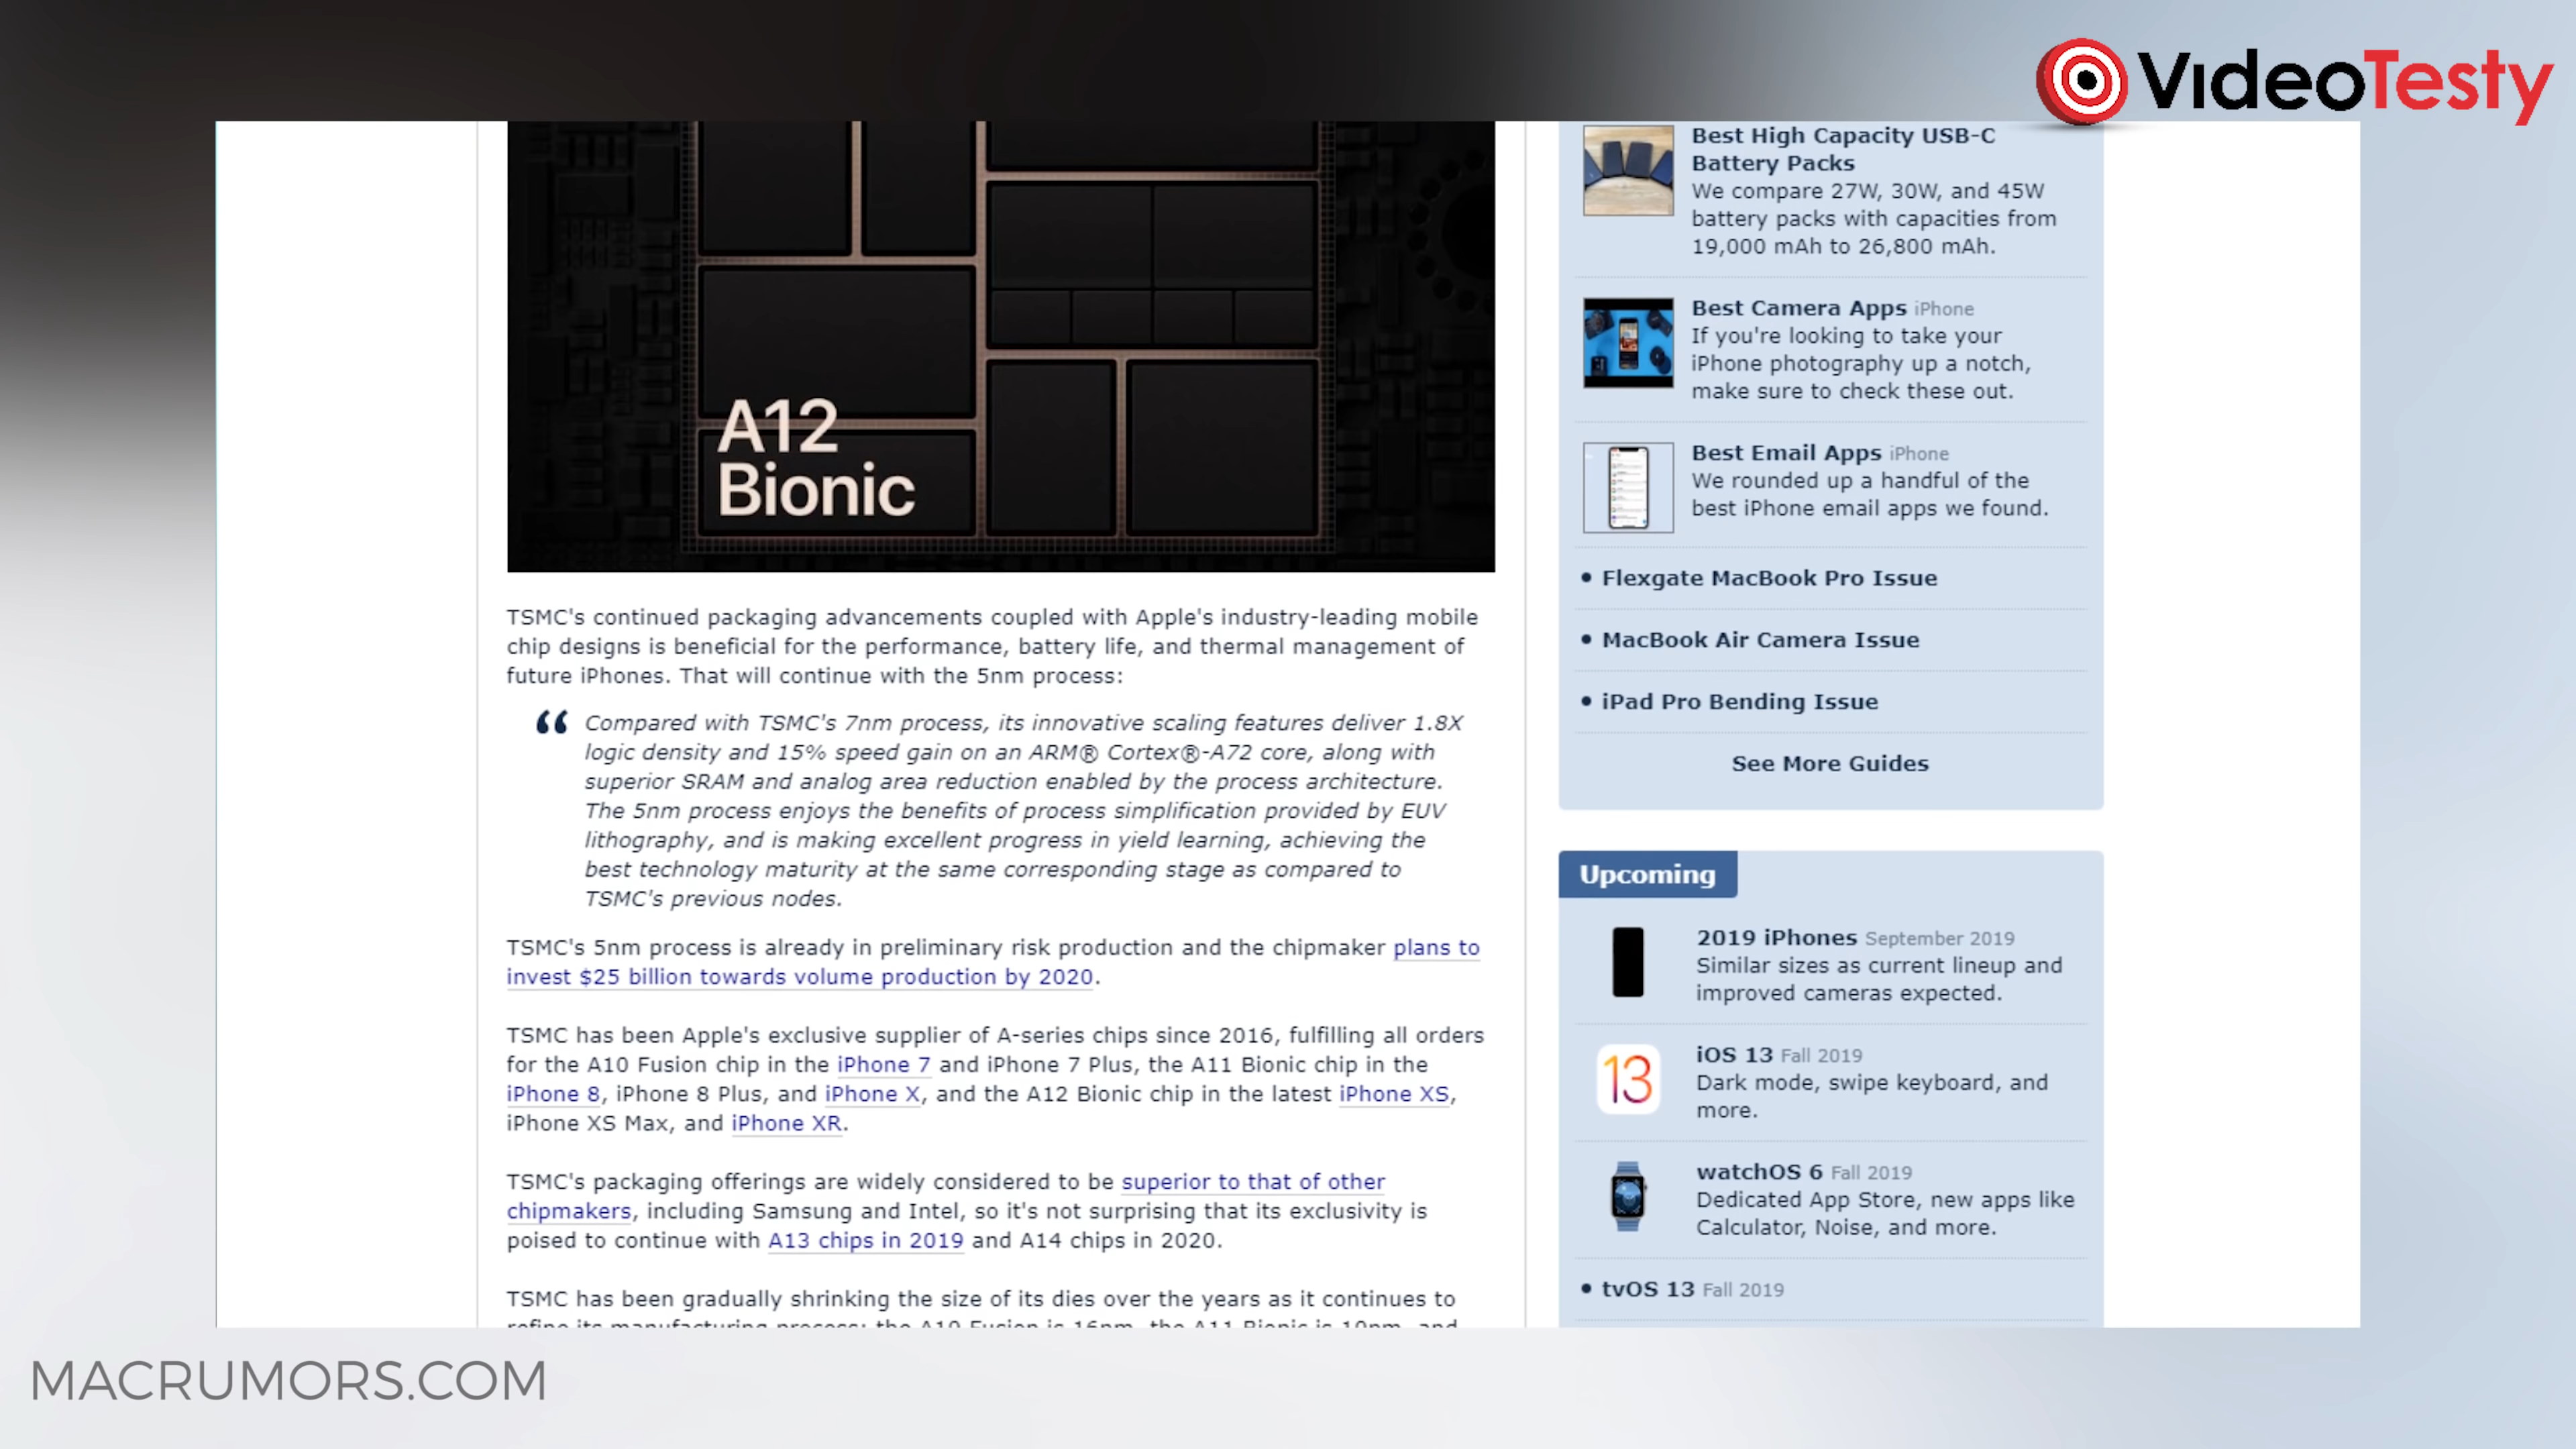 VideoTesty
A12
Bionic
TSMC's continued packaging advancements coupled with Apple's industry-leading mobile
chip designs is beneficial for the performance, battery life, and thermal management of
future iPhones. That will continue with the 5nm process:
“ Compared with TSMC's 7nm process, its innovative scaling features deliver 1.8X
logic density and 15% speed gain on an ARM® Cortex®-A72 core, along with
superior SRAM and analog area reduction enabled by the process architecture.
The 5nm process enjoys the benefits of process simplification provided by EUV
lithography, and is making excellent progress in yield learning, achieving the
best technology maturity at the same corresponding stage as compared to
TSMC's previous nodes.
TSMC's 5nm process is already in preliminary risk production and the chipmaker plans to
invest $25 billion towards volume production by 2020.
TSMC has been Apple's exclusive supplier of A-series chips since 2016, fulfilling all orders
for the A10 Fusion chip in the iPhone 7 and iPhone 7 Plus, the A11 Bionic chip in the
iPhone 8, iPhone 8 Plus, and iPhone X, and the A12 Bionic chip in the latest iPhone XS,
iPhone XS Max, and iPhone XR.
TSMC's packaging offerings are widely considered to be superior to that of other
chipmakers, including Samsung and Intel, so it's not surprising that its exclusivity is
poised to continue with A13 chips in 2019 and A14 chips in 2020.
TSMC has been gradually shrinking the size of its dies over the years as it continues to
refine its manufacturing process: the A10 Fusion is 16nm, the A11 Bionic is 10nm, and
Best High Capacity USB-C
Battery Packs
We compare 27W, 30W, and 45W
battery packs with capacities from
19,000 mAh to 26,800 mAh.
Best Camera Apps iPhone
If you're looking to take your
iPhone photography up a notch,
make sure to check these out.
Best Email Apps iPhone
We rounded up a handful of the
best iPhone email apps we found.
• Flexgate MacBook Pro Issue
• MacBook Air Camera Issue
• iPad Pro Bending Issue
See More Guides
Upcoming
2019 iPhones September 2019
Similar sizes as current lineup and
improved cameras expected.
13
iOS 13 Fall 2019
Dark mode, swipe keyboard, and
more.
watchOS 6 Fall 2019
Dedicated App Store, new apps like
Calculator, Noise, and more.
• tvOS 13 Fall 2019
MACRUMORS.COM